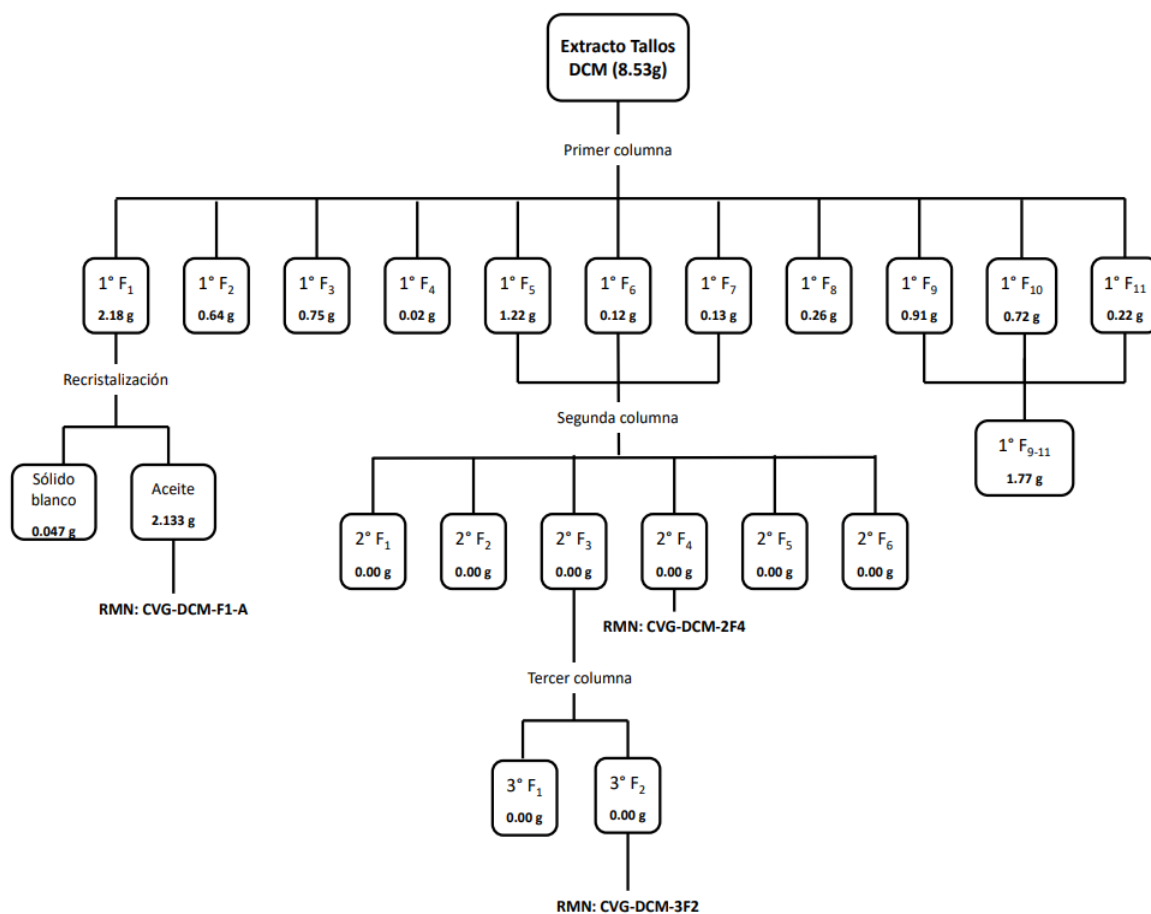 Extracto Tallos
DCM (8.53g)
Primer columna
1° F₁
2.18 g
1° F₂
0.64 g
1° F₃
0.75 g
1° F₄
0.02 g
1° F₅
1.22 g
1° F₆
0.12 g
1° F₇
0.13 g
1° F₈
0.26 g
1° F₉
0.91 g
1° F₁₀
0.72 g
1° F₁₁
0.22 g
Recristalización
Segunda columna
1° F₉₋₁₁
1.77 g
Sólido
blanco
0.047 g
Aceite
2.133 g
2° F₁
0.00 g
2° F₂
0.00 g
2° F₃
0.00 g
2° F₄
0.00 g
2° F₅
0.00 g
2° F₆
0.00 g
RMN: CVG-DCM-F1-A
RMN: CVG-DCM-2F4
Tercer columna
3° F₁
0.00 g
3° F₂
0.00 g
RMN: CVG-DCM-3F2